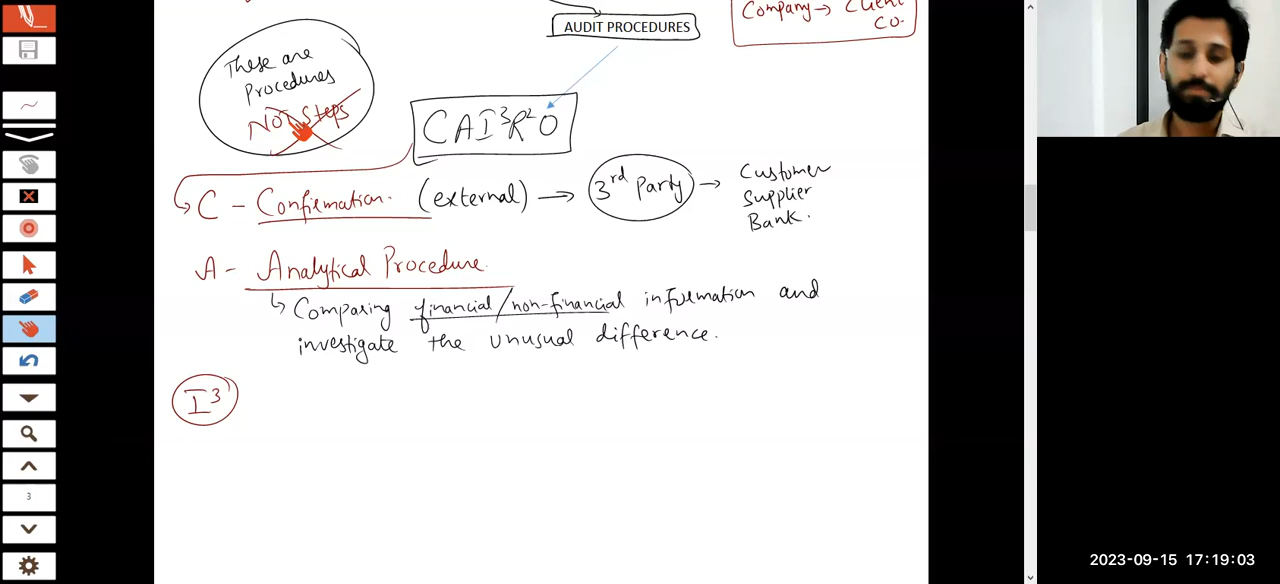 Company → Client
Co.
AUDIT PROCEDURES
These are
Procedures
NOT Steps
CAI³R²O
C - Confirmation. (external) → 3rd Party → Customer
Supplier
Bank.
A - Analytical Procedure.
↳ Comparing financial/non-financial information and
investigate the unusual difference.
I³
3
2023-09-15 17:19:03